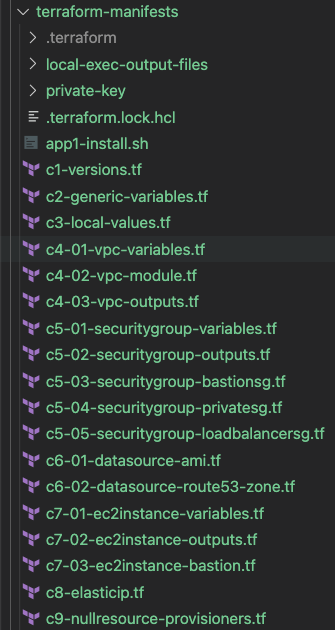 terraform-manifests
.terraform
local-exec-output-files
private-key
.terraform.lock.hcl
app1-install.sh
c1-versions.tf
c2-generic-variables.tf
c3-local-values.tf
c4-01-vpc-variables.tf
c4-02-vpc-module.tf
c4-03-vpc-outputs.tf
c5-01-securitygroup-variables.tf
c5-02-securitygroup-outputs.tf
c5-03-securitygroup-bastionsg.tf
c5-04-securitygroup-privatesg.tf
c5-05-securitygroup-loadbalancersg.tf
c6-01-datasource-ami.tf
c6-02-datasource-route53-zone.tf
c7-01-ec2instance-variables.tf
c7-02-ec2instance-outputs.tf
c7-03-ec2instance-bastion.tf
c8-elasticip.tf
c9-nullresource-provisioners.tf